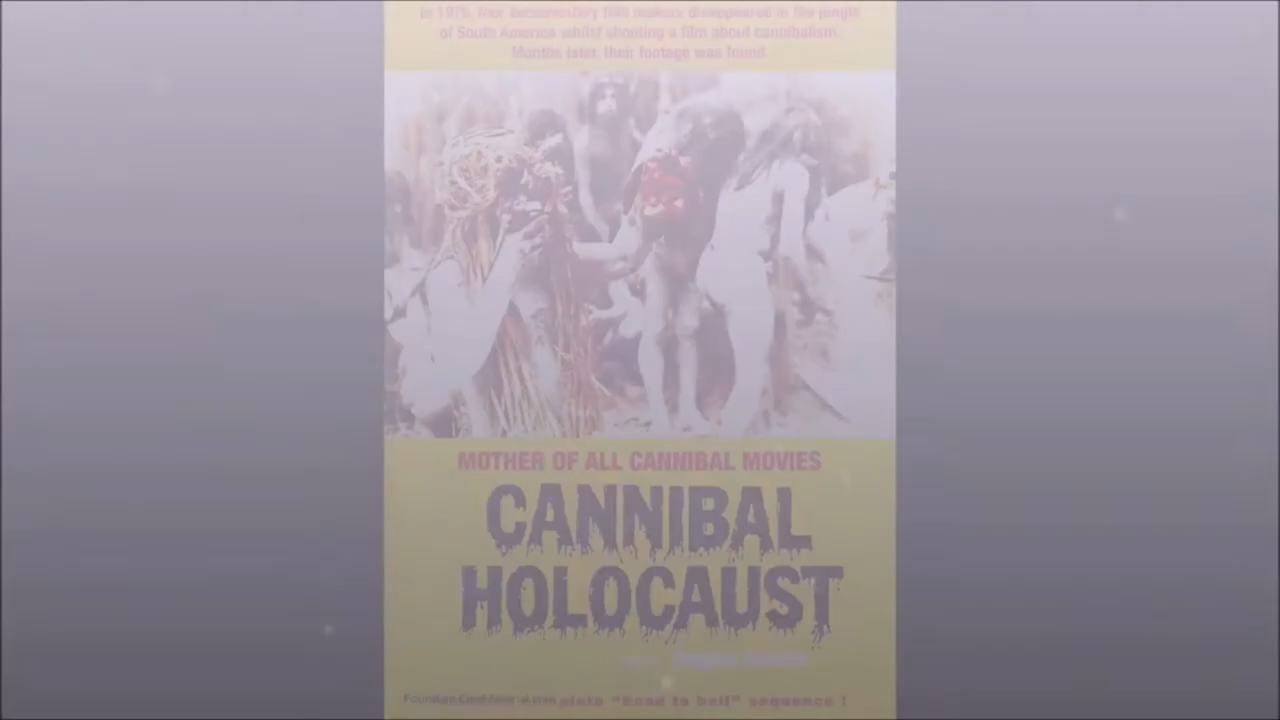 In 1979, four documentary film makers disappeared in the jungle
of South America whilst shooting a film about cannibalism.
Months later, their footage was found.
MOTHER OF ALL CANNIBAL MOVIES
CANNIBAL
HOLOCAUST
"Road to hell" sequence !